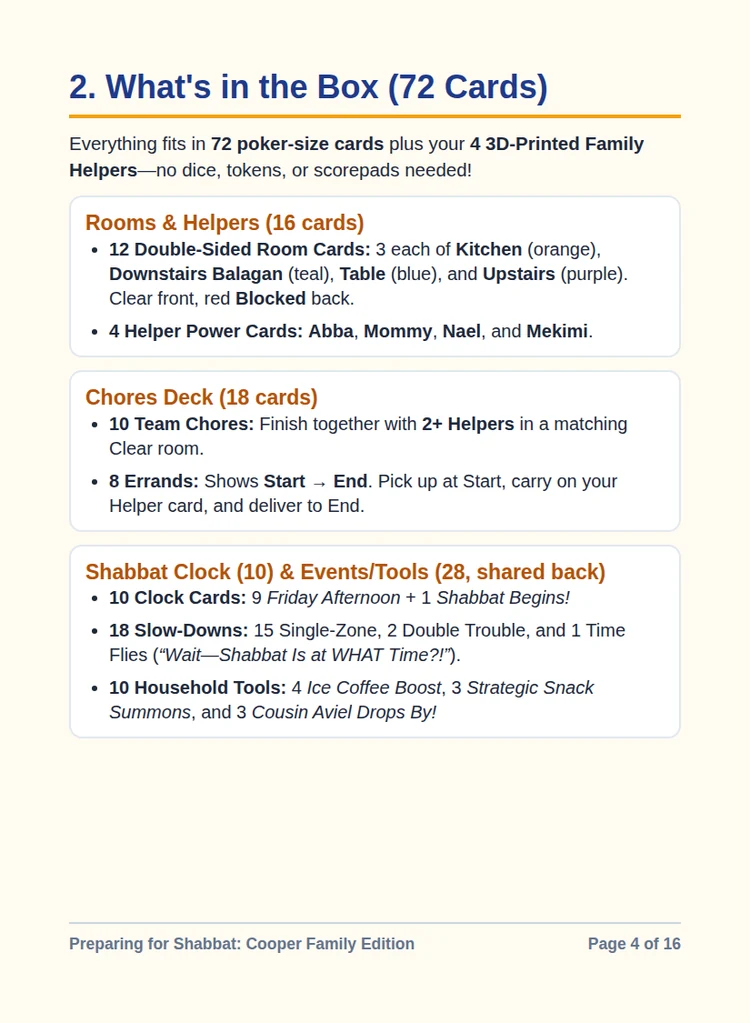 2. What's in the Box (72 Cards)
Everything fits in 72 poker-size cards plus your 4 3D-Printed Family
Helpers—no dice, tokens, or scorepads needed!
Rooms & Helpers (16 cards)
• 12 Double-Sided Room Cards: 3 each of Kitchen (orange),
Downstairs Balagan (teal), Table (blue), and Upstairs (purple).
Clear front, red Blocked back.
• 4 Helper Power Cards: Abba, Mommy, Nael, and Mekimi.
Chores Deck (18 cards)
• 10 Team Chores: Finish together with 2+ Helpers in a matching
Clear room.
• 8 Errands: Shows Start → End. Pick up at Start, carry on your
Helper card, and deliver to End.
Shabbat Clock (10) & Events/Tools (28, shared back)
• 10 Clock Cards: 9 Friday Afternoon + 1 Shabbat Begins!
• 18 Slow-Downs: 15 Single-Zone, 2 Double Trouble, and 1 Time
Flies (“Wait—Shabbat Is at WHAT Time?!”).
• 10 Household Tools: 4 Ice Coffee Boost, 3 Strategic Snack
Summons, and 3 Cousin Aviel Drops By!
Preparing for Shabbat: Cooper Family Edition
Page 4 of 16